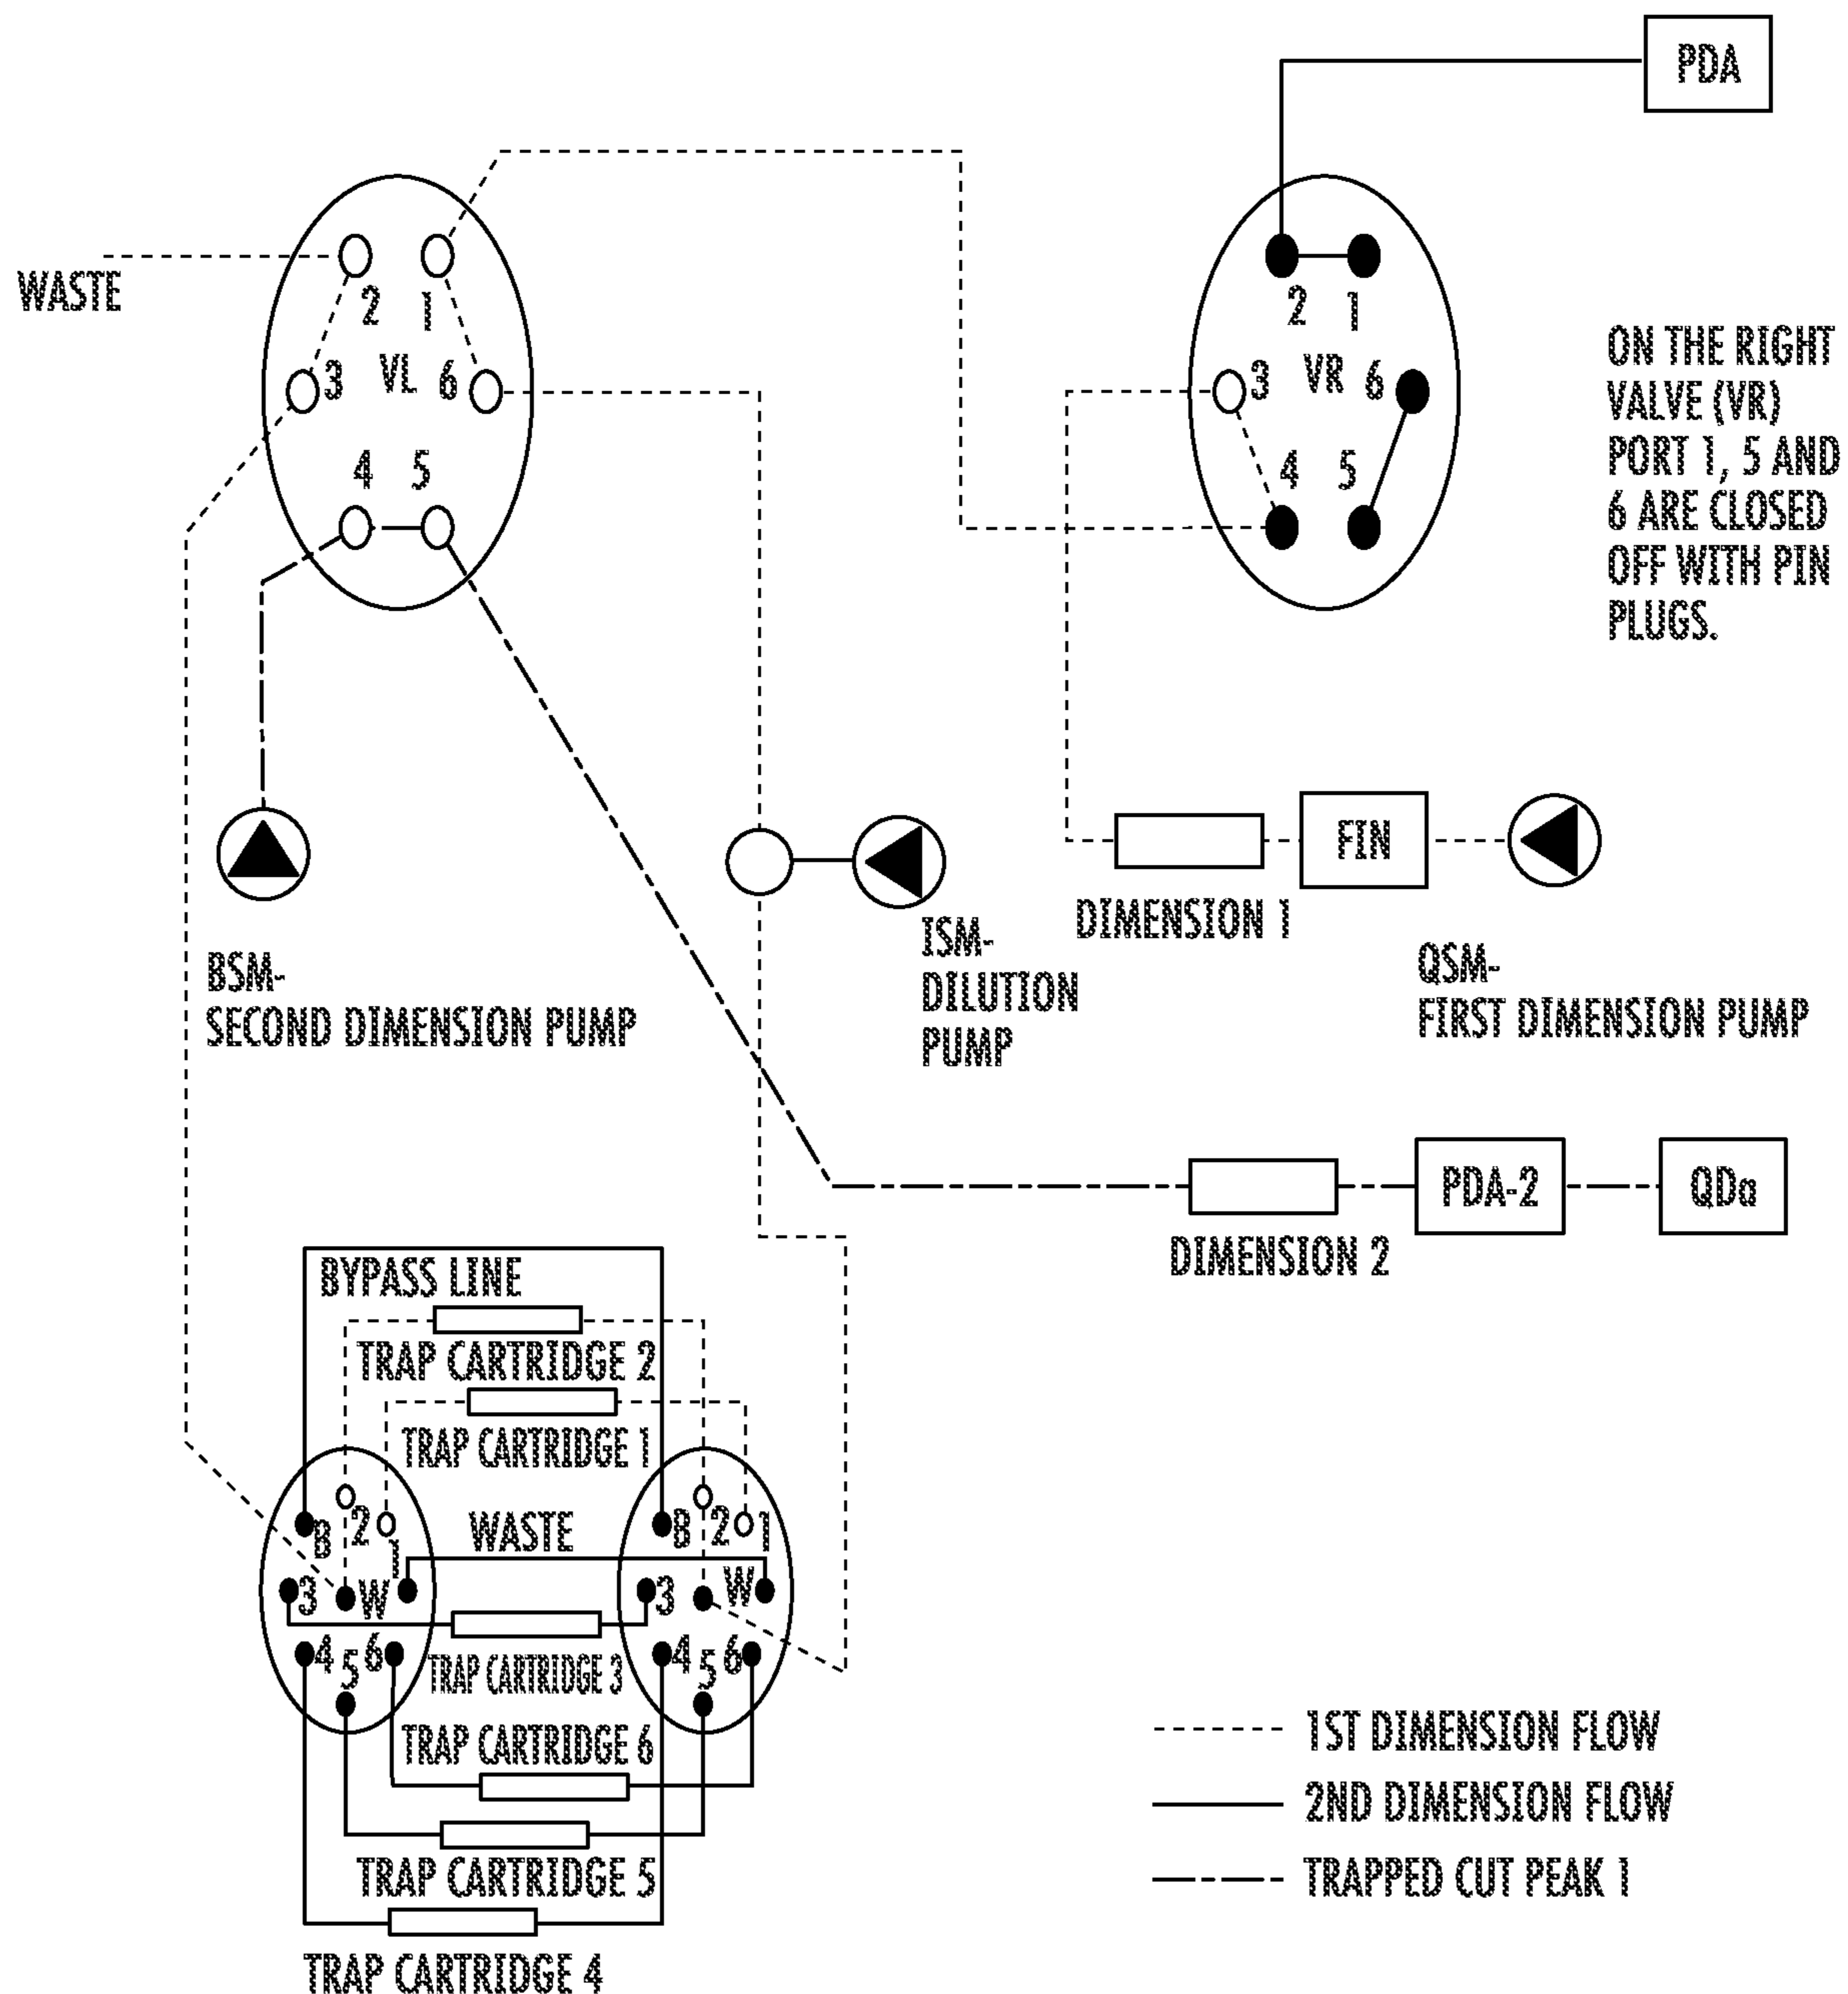 PDA
WASTE
2 1
3 VL 6
4 5
2 1
3 VR 6
4 5
ON THE RIGHT
VALVE (VR)
PORT 1, 5 AND
6 ARE CLOSED
OFF WITH PIN
PLUGS.
FIN
DIMENSION 1
BSM-
SECOND DIMENSION PUMP
ISM-
DILUTION
PUMP
QSM-
FIRST DIMENSION PUMP
PDA-2
QDa
DIMENSION 2
BYPASS LINE
TRAP CARTRIDGE 2
TRAP CARTRIDGE 1
WASTE
B 2 1
3 W
4 5 6
B 2 1
3 W
4 5 6
TRAP CARTRIDGE 3
TRAP CARTRIDGE 6
TRAP CARTRIDGE 5
TRAP CARTRIDGE 4
1ST DIMENSION FLOW
2ND DIMENSION FLOW
TRAPPED CUT PEAK 1